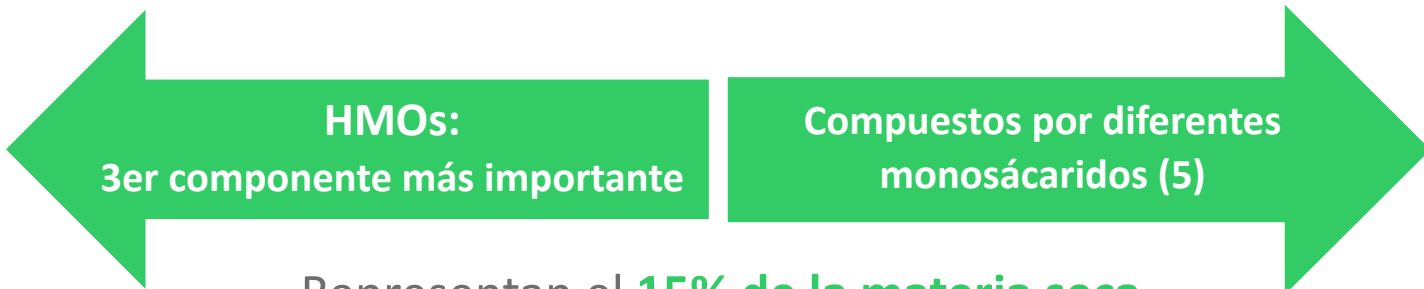 HMOs:
3er componente más importante
Compuestos por diferentes
monosácaridos (5)
Representan el 15% de la materia seca